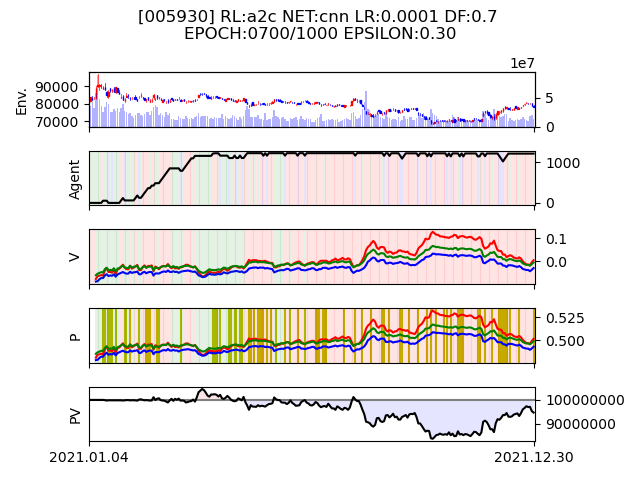 [005930] RL:a2c NET:cnn LR:0.0001 DF:0.7
EPOCH:0700/1000 EPSILON:0.30
1e7
Env.
90000
80000
70000
5
0
Agent
1000
0
V
0.1
0.0
P
0.525
0.500
PV
100000000
90000000
2021.01.04
2021.12.30